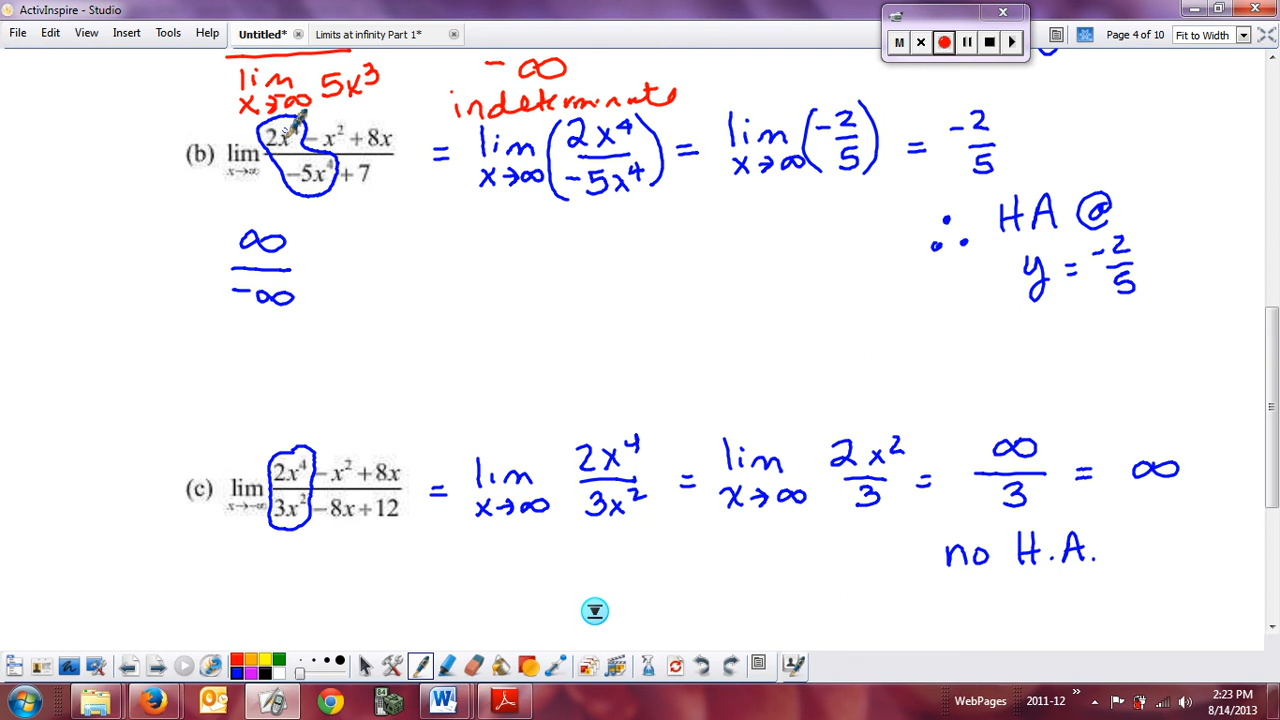 ActivInspire - Studio
File Edit View Insert Tools Help
Untitled* Limits at infinity Part 1*
M
Page 4 of 10 Fit to Width
lim x→∞ 5x³
-∞
indeterminate
(b) lim x→∞ (2x⁴ - x² + 8x)/(-5x⁴ + 7) = lim x→∞ (2x⁴/-5x⁴) = lim x→∞ (-2/5) = -2/5
∞/-∞
∴ HA @
y = -2/5
(c) lim x→-∞ (2x⁴ - x² + 8x)/(3x² - 8x + 12) = lim x→∞ 2x⁴/3x² = lim x→∞ 2x²/3 = ∞/3 = ∞
no H.A.
WebPages 2011-12 »
2:23 PM
8/14/2013